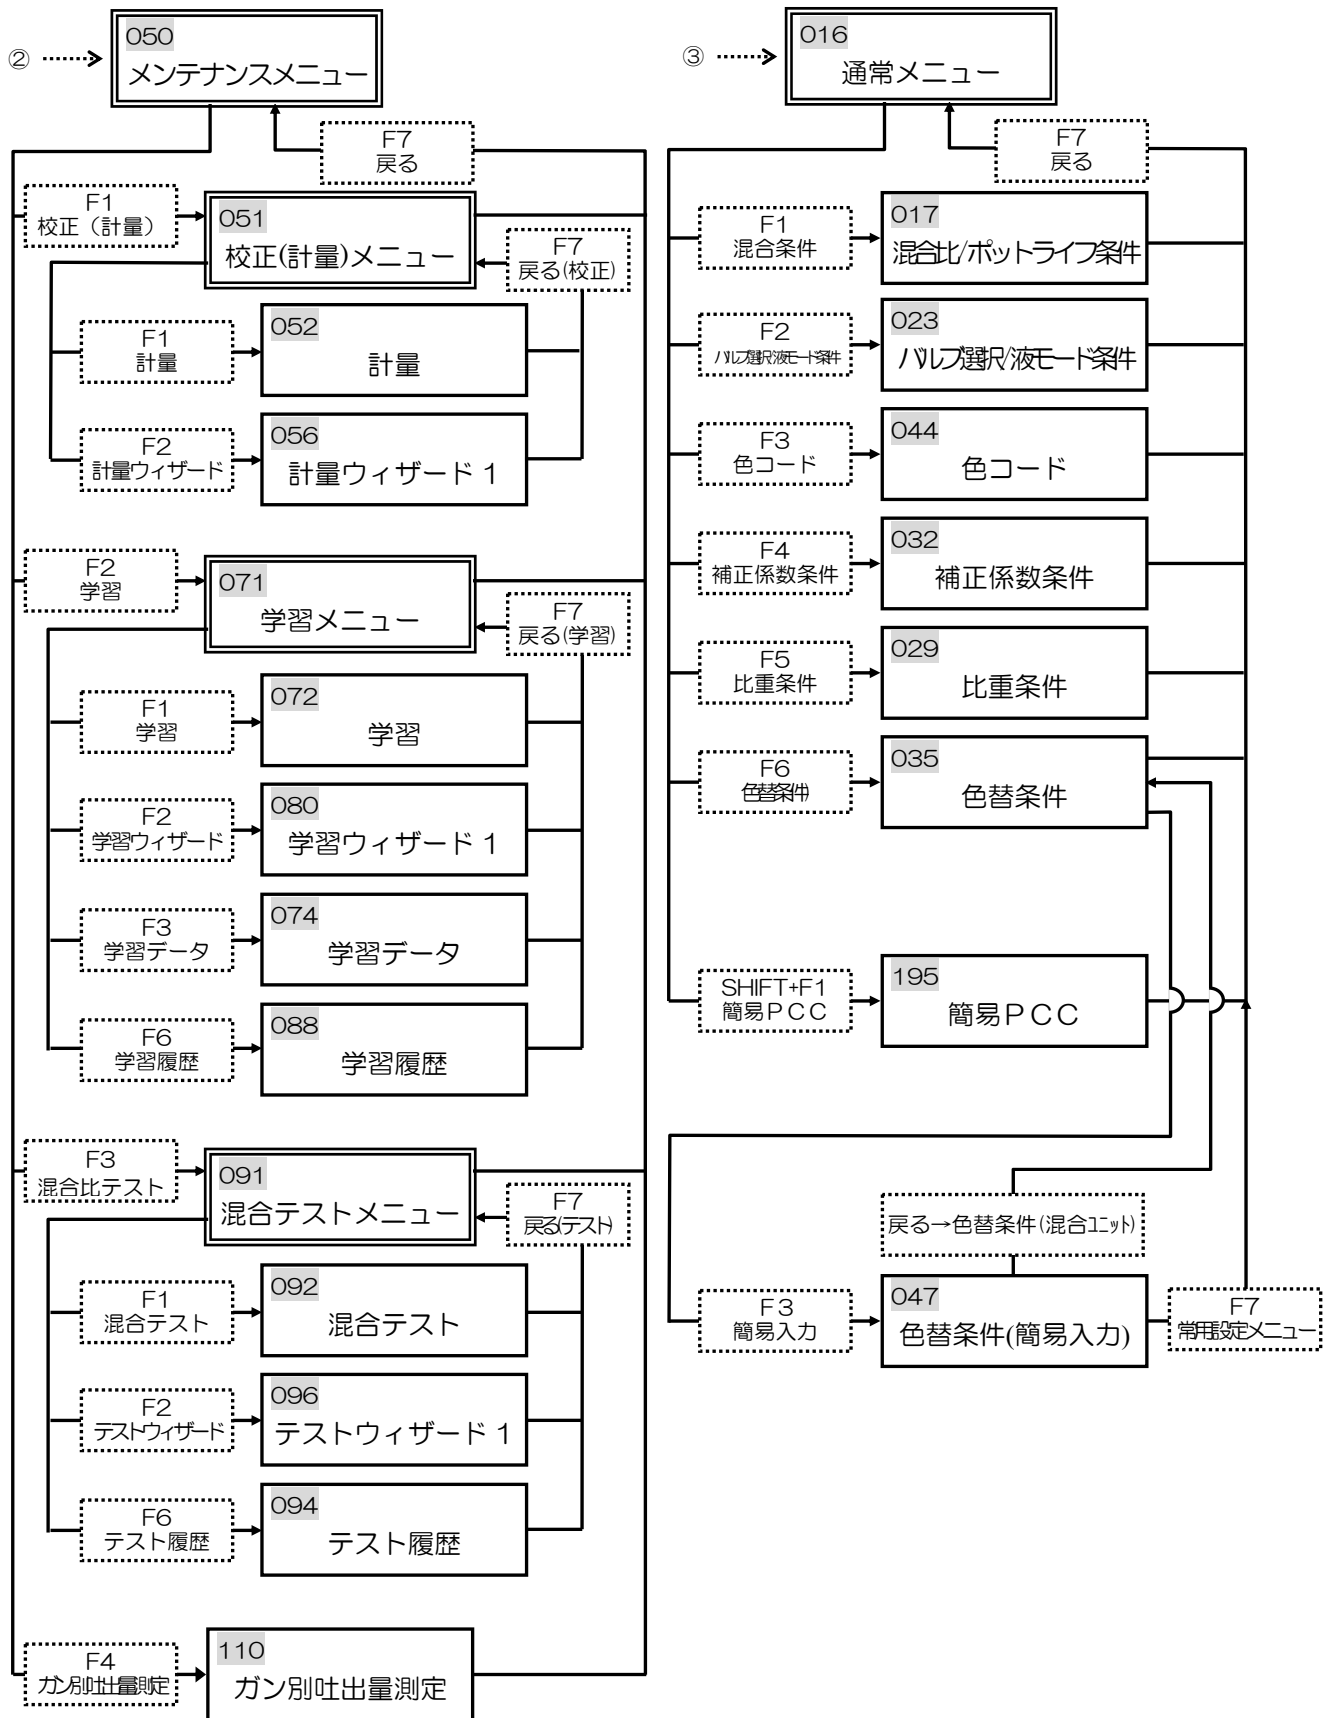 ②
050
メンテナンスメニュー
F7
戻る
F1
校正（計量）
051
校正(計量)メニュー
F7
戻る(校正)
F1
計量
052
計量
F2
計量ウィザード
056
計量ウィザード 1
F2
学習
071
学習メニュー
F7
戻る(学習)
F1
学習
072
学習
F2
学習ウィザード
080
学習ウィザード 1
F3
学習データ
074
学習データ
F6
学習履歴
088
学習履歴
F3
混合比テスト
091
混合テストメニュー
F7
戻る(テスト)
F1
混合テスト
092
混合テスト
F2
テストウィザード
096
テストウィザード 1
F6
テスト履歴
094
テスト履歴
F4
ガン別吐出量測定
110
ガン別吐出量測定
③
016
通常メニュー
F7
戻る
F1
混合条件
017
混合比/ポットライフ条件
F2
バルブ選択/液モード条件
023
バルブ選択/液モード条件
F3
色コード
044
色コード
F4
補正係数条件
032
補正係数条件
F5
比重条件
029
比重条件
F6
色替条件
035
色替条件
SHIFT+F1
簡易ＰＣＣ
195
簡易ＰＣＣ
戻る→色替条件(混合ﾕﾆｯﾄ)
F3
簡易入力
047
色替条件(簡易入力)
F7
常用設定メニュー